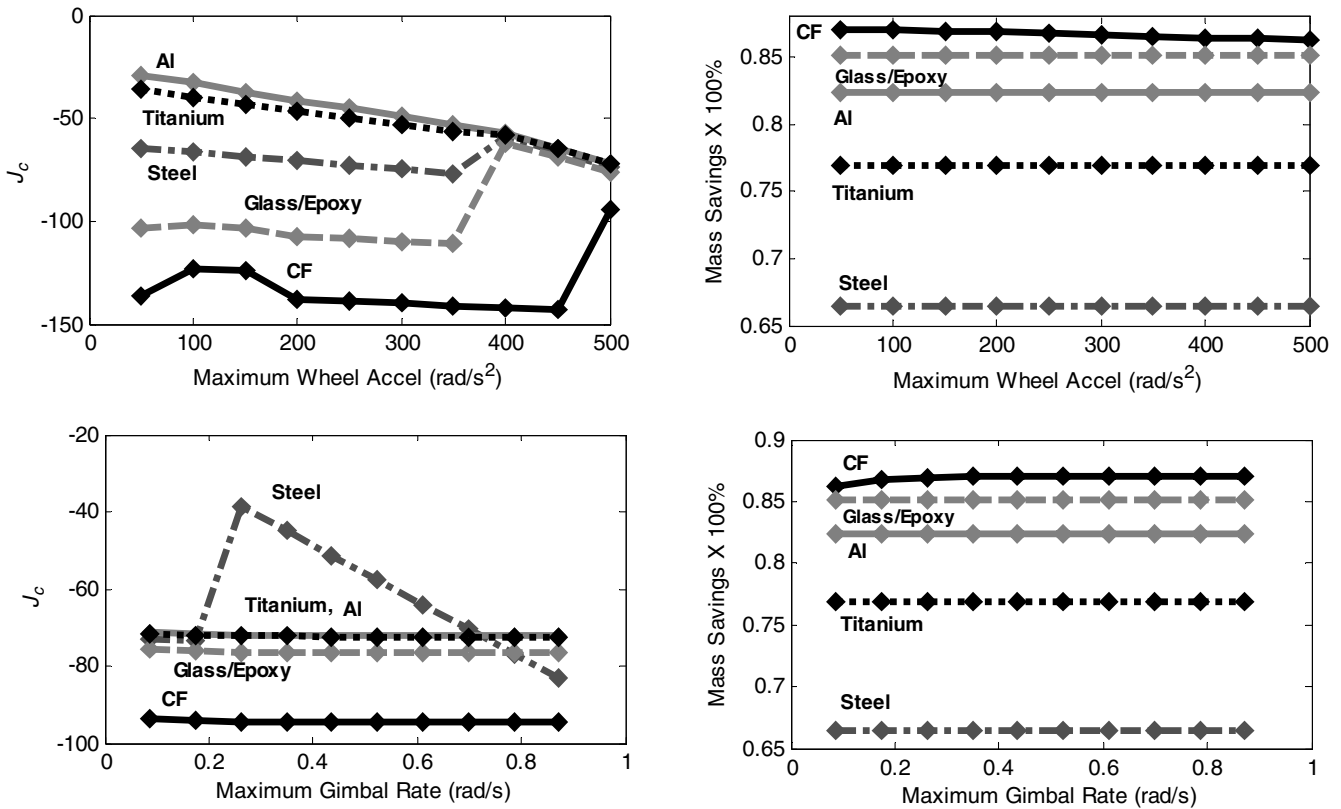 0
-50
-100
-150
J_c
Al
Titanium
Steel
Glass/Epoxy
CF
0 100 200 300 400 500
Maximum Wheel Accel (rad/s²)
0.85
0.8
0.75
0.7
0.65
Mass Savings X 100%
CF
Glass/Epoxy
Al
Titanium
Steel
0 100 200 300 400 500
Maximum Wheel Accel (rad/s²)
-20
-40
-60
-80
-100
J_c
Steel
Titanium, Al
Glass/Epoxy
CF
0 0.2 0.4 0.6 0.8 1
Maximum Gimbal Rate (rad/s)
0.9
0.85
0.8
0.75
0.7
0.65
Mass Savings X 100%
CF
Glass/Epoxy
Al
Titanium
Steel
0 0.2 0.4 0.6 0.8 1
Maximum Gimbal Rate (rad/s)